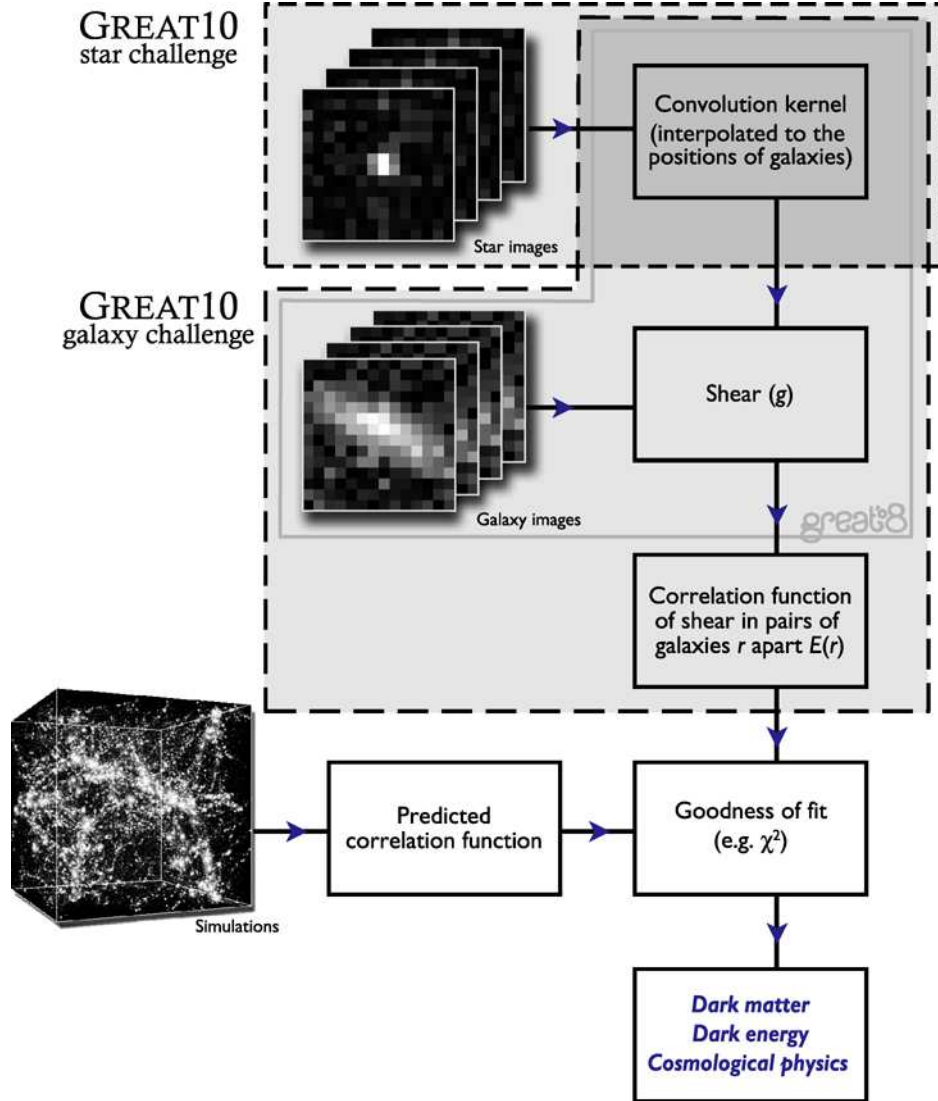 GREAT10
star challenge
Convolution kernel
(interpolated to the
positions of galaxies)
Star images
GREAT10
galaxy challenge
Shear (g)
Galaxy images
great08
Correlation function
of shear in pairs of
galaxies r apart E(r)
Predicted
correlation function
Goodness of fit
(e.g. χ²)
Simulations
Dark matter
Dark energy
Cosmological physics